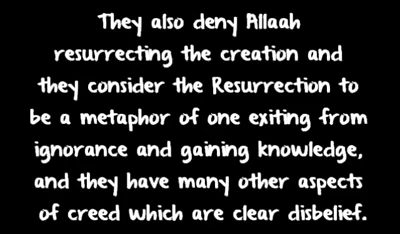 They also deny Allaah
resurrecting the creation and
they consider the Resurrection to
be a metaphor of one exiting from
ignorance and gaining knowledge,
and they have many other aspects
of creed which are clear disbelief.